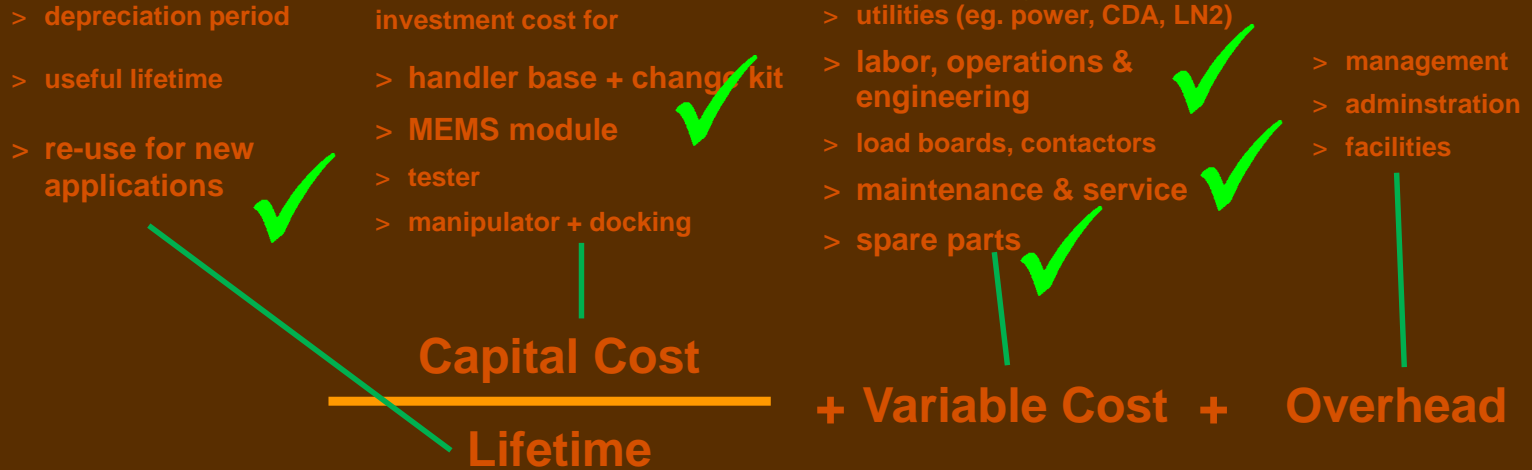 > depreciation period
> useful lifetime
> re-use for new
applications
investment cost for
> handler base + change kit
> MEMS module
> tester
> manipulator + docking
> utilities (eg. power, CDA, LN2)
> labor, operations &
engineering
> load boards, contactors
> maintenance & service
> spare parts
> management
> adminstration
> facilities
Capital Cost
Lifetime
+ Variable Cost + Overhead